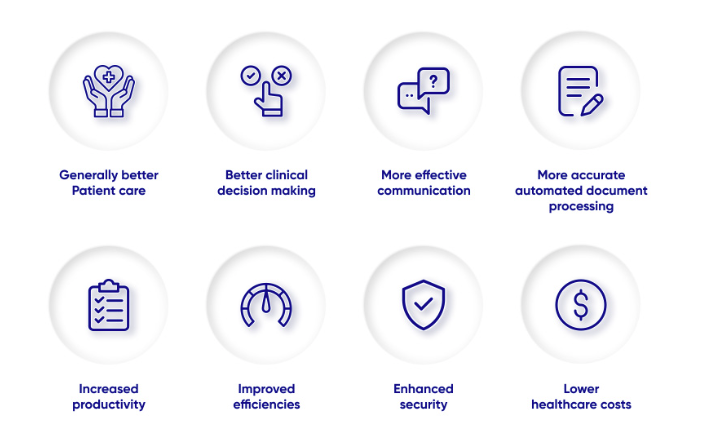 Generally better
Patient care
Better clinical
decision making
More effective
communication
More accurate
automated document
processing
Increased
productivity
Improved
efficiencies
Enhanced
security
Lower
healthcare costs